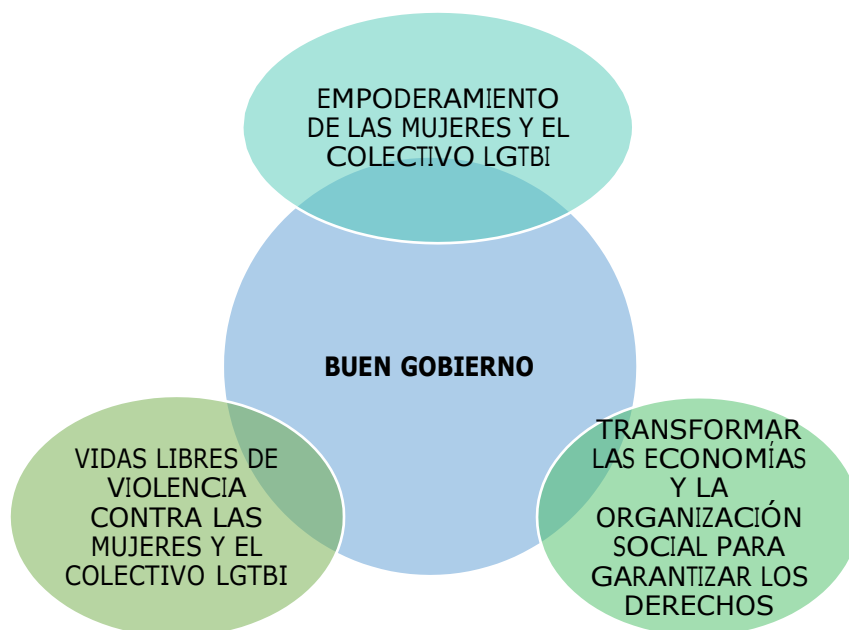 EMPODERAMIENTO
DE LAS MUJERES Y EL
COLECTIVO LGTBI
BUEN GOBIERNO
VIDAS LIBRES DE
VIOLENCIA
CONTRA LAS
MUJERES Y EL
COLECTIVO LGTBI
TRANSFORMAR
LAS ECONOMÍAS
Y LA
ORGANIZACIÓN
SOCIAL PARA
GARANTIZAR LOS
DERECHOS